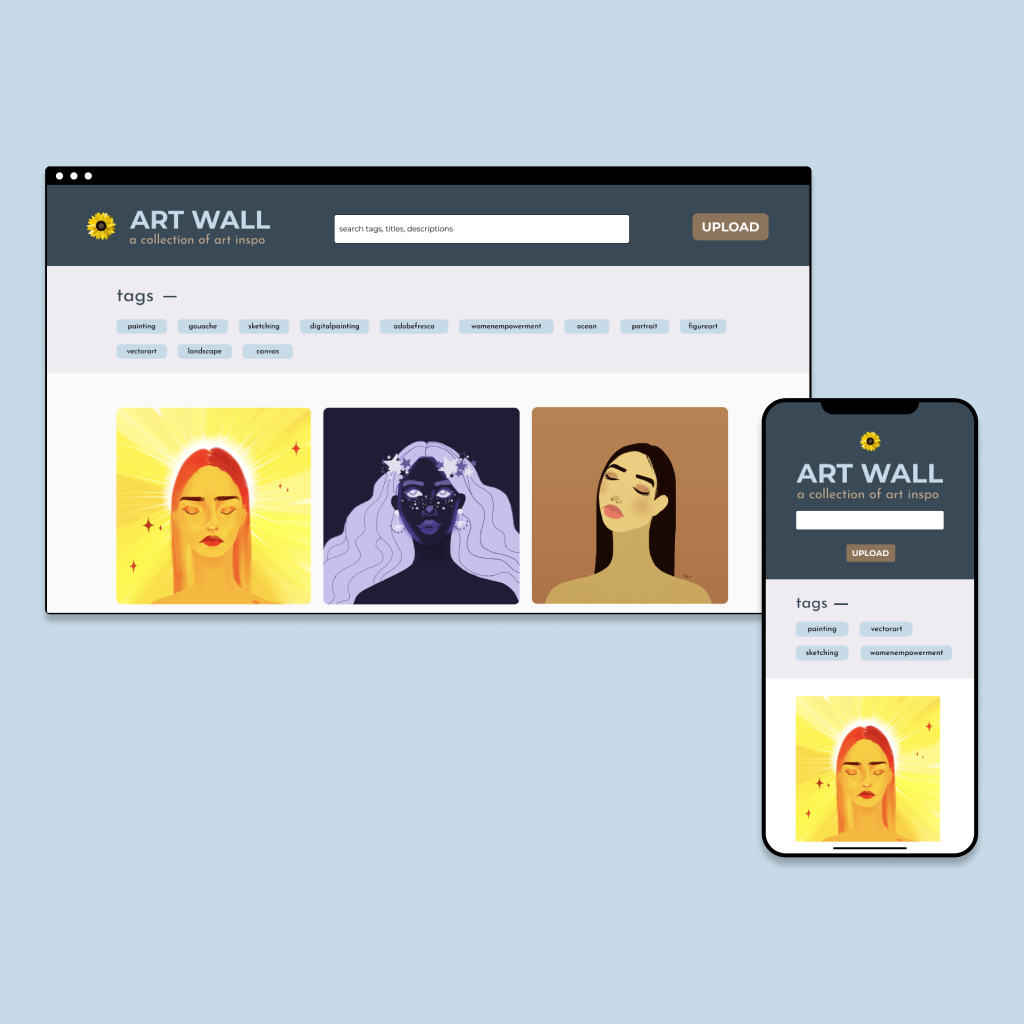 ART WALL
a collection of art inspo
search tags, titles, descriptions
UPLOAD
tags —
painting gouache sketching digitalpainting adobefresco womenempowerment ocean portrait figureart
vectorart landscape canvas
ART WALL
a collection of art inspo
UPLOAD
tags —
painting vectorart
sketching womenempowerment